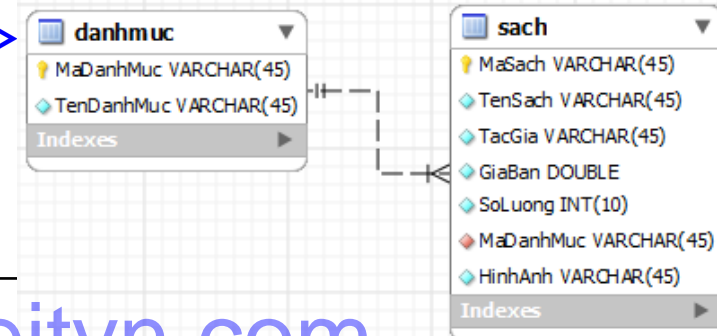 danhmuc
MaDanhMuc VARCHAR(45)
TenDanhMuc VARCHAR(45)
Indexes
sach
MaSach VARCHAR(45)
TenSach VARCHAR(45)
TacGia VARCHAR(45)
GiaBan DOUBLE
SoLuong INT(10)
MaDanhMuc VARCHAR(45)
HinhAnh VARCHAR(45)
Indexes